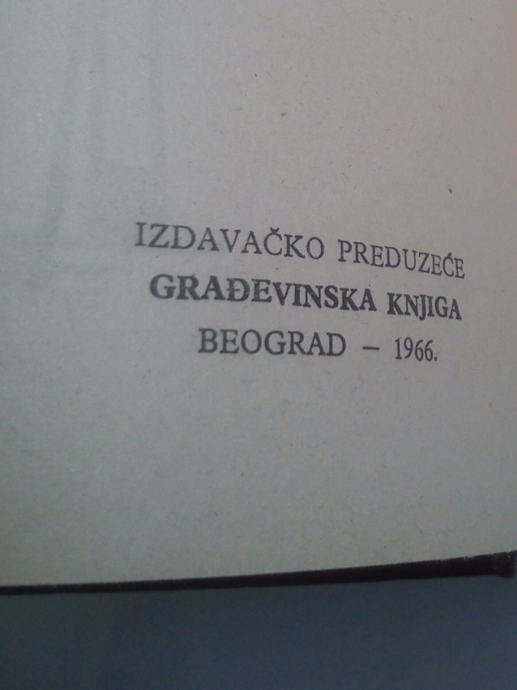 IZDAVAČKO PREDUZEĆE
GRAĐEVINSKA KNJIGA
BEOGRAD – 1966.